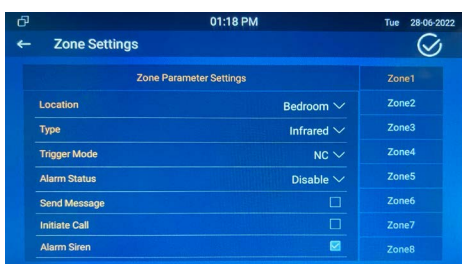 01:18 PM
Tue 28-06-2022
Zone Settings
Zone Parameter Settings
Location Bedroom
Type Infrared
Trigger Mode NC
Alarm Status Disable
Send Message
Initiate Call
Alarm Siren
Zone1
Zone2
Zone3
Zone4
Zone5
Zone6
Zone7
Zone8